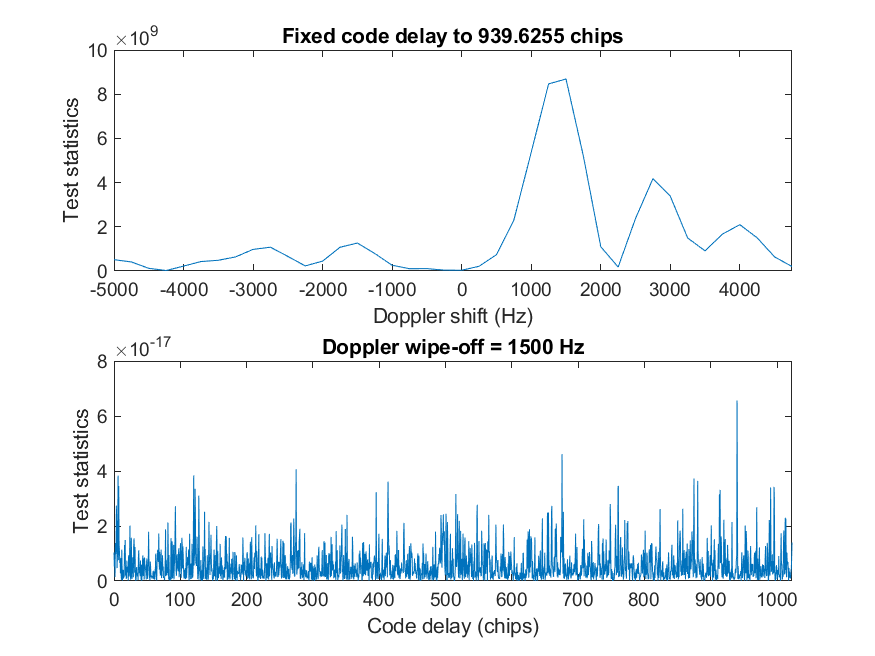 ×10^9
Fixed code delay to 939.6255 chips
10
8
6
4
2
0
Test statistics
-5000 -4000 -3000 -2000 -1000 0 1000 2000 3000 4000
Doppler shift (Hz)
×10^-17
Doppler wipe-off = 1500 Hz
8
6
4
2
0
Test statistics
0 100 200 300 400 500 600 700 800 900 1000
Code delay (chips)